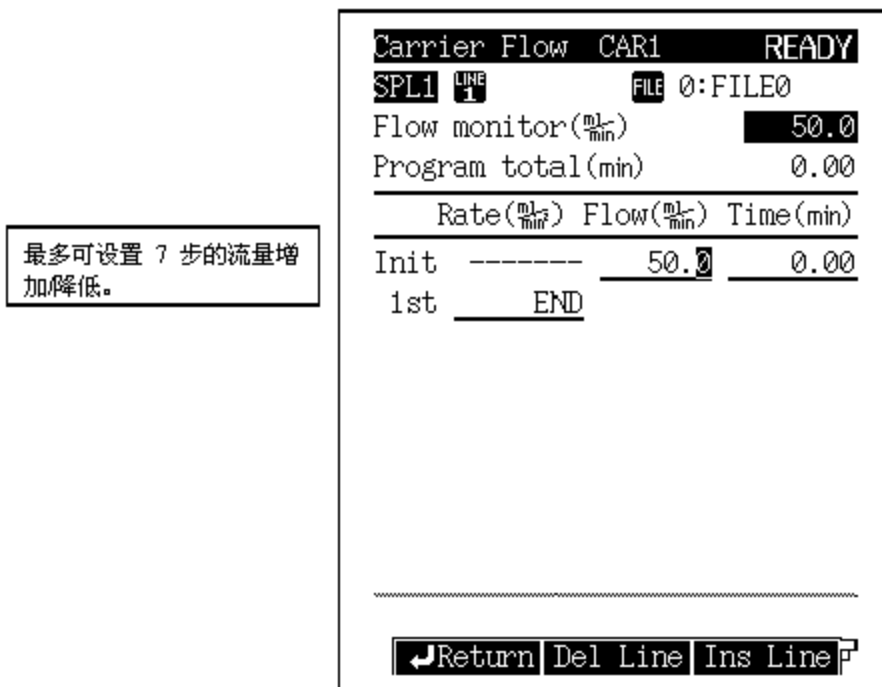 最多可设置 7 步的流量增
加/降低。
Carrier Flow CAR1 READY
SPL1 LINE 1 FILE 0:FILE0
Flow monitor(mL/min) 50.0
Program total(min) 0.00
Rate(mL/min²) Flow(mL/min) Time(min)
Init ------- 50.0 0.00
1st END
Return Del Line Ins Line